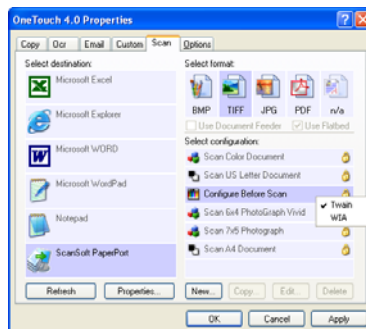 OneTouch 4.0 Properties
Copy Ocr Email Custom Scan Options
Select destination:
Microsoft Excel
Microsoft Explorer
Microsoft WORD
Microsoft WordPad
Notepad
ScanSoft PaperPort
Refresh Properties...
Select format:
BMP TIFF JPG PDF n/a
Use Document Feeder Use Flatbed
Select configuration:
Scan Color Document
Scan US Letter Document
Configure Before Scan
Scan 6x4 PhotoGraph Vivid
Scan 7x5 Photograph
Scan A4 Document
Twain
WIA
New... Copy... Edit... Delete
OK Cancel Apply